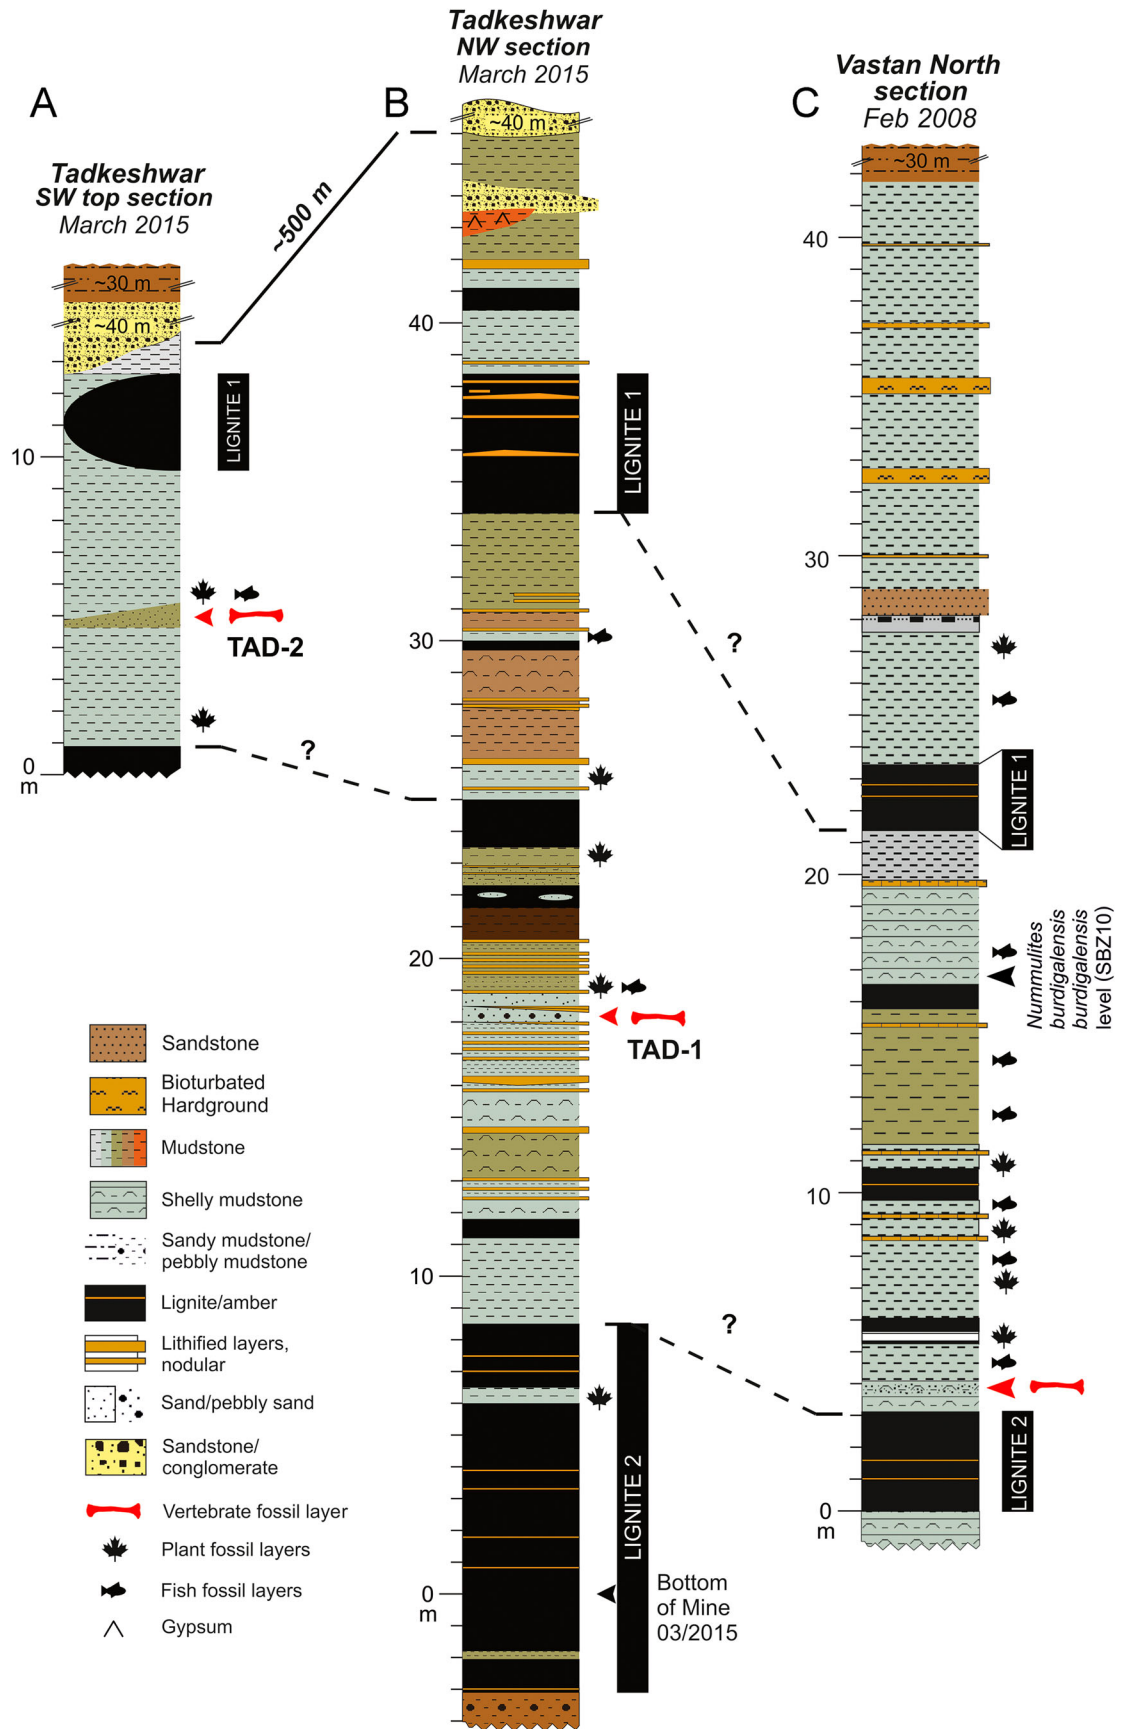 A
Tadkeshwar
SW top section
March 2015
~30 m
~40 m
10
0
m
LIGNITE 1
TAD-2
?
~500 m
B
Tadkeshwar
NW section
March 2015
~40 m
40
30
20
10
0
m
LIGNITE 1
?
TAD-1
?
LIGNITE 2
Bottom
of Mine
03/2015
C
Vastan North
section
Feb 2008
~30 m
40
30
20
10
0
m
LIGNITE 1
Nummulites
burdigalensis
burdigalensis
level (SBZ10)
LIGNITE 2
Sandstone
Bioturbated
Hardground
Mudstone
Shelly mudstone
Sandy mudstone/
pebbly mudstone
Lignite/amber
Lithified layers,
nodular
Sand/pebbly sand
Sandstone/
conglomerate
Vertebrate fossil layer
Plant fossil layers
Fish fossil layers
Gypsum